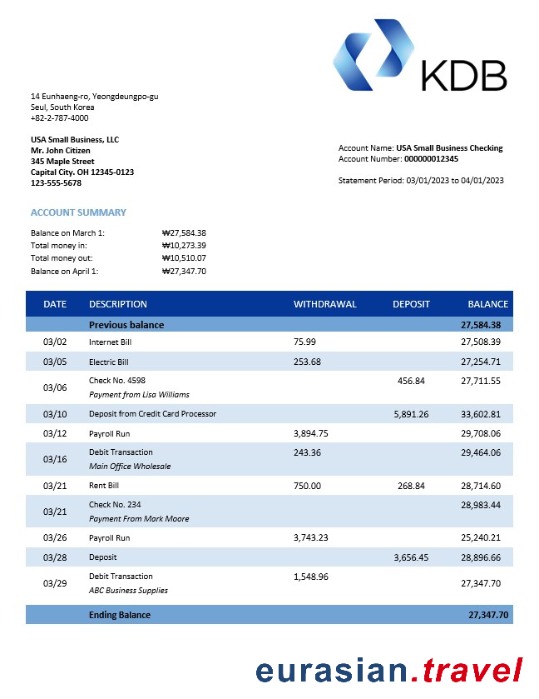 KDB
14 Eunhaeng-ro, Yeongdeungpo-gu
Seul, South Korea
+82-2-787-4000
USA Small Business, LLC
Mr. John Citizen
345 Maple Street
Capital City. OH 12345-0123
123-555-5678
Account Name: USA Small Business Checking
Account Number: 000000012345
Statement Period: 03/01/2023 to 04/01/2023
ACCOUNT SUMMARY
Balance on March 1: ₩27,584.38
Total money in: ₩10,273.39
Total money out: ₩10,510.07
Balance on April 1: ₩27,347.70
DATE DESCRIPTION WITHDRAWAL DEPOSIT BALANCE
Previous balance 27,584.38
03/02 Internet Bill 75.99 27,508.39
03/05 Electric Bill 253.68 27,254.71
03/06 Check No. 4598 456.84 27,711.55
Payment from Lisa Williams
03/10 Deposit from Credit Card Processor 5,891.26 33,602.81
03/12 Payroll Run 3,894.75 29,708.06
03/16 Debit Transaction 243.36 29,464.06
Main Office Wholesale
03/21 Rent Bill 750.00 268.84 28,714.60
03/21 Check No. 234 28,983.44
Payment From Mark Moore
03/26 Payroll Run 3,743.23 25,240.21
03/28 Deposit 3,656.45 28,896.66
03/29 Debit Transaction 1,548.96 27,347.70
ABC Business Supplies
Ending Balance 27,347.70
eurasian.travel